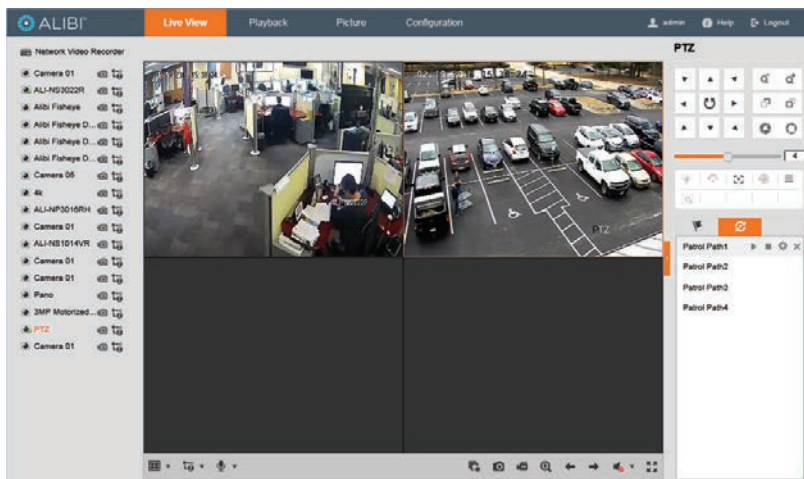 ALIBI
Live View
Playback
Picture
Configuration
admin
Help
Logout
Network Video Recorder
PTZ
Camera 01
ALI-NS3022R
Alibi Fisheye
Alibi Fisheye D...
Alibi Fisheye D...
Alibi Fisheye D...
Camera 05
4k
ALI-NP3016RH
Camera 01
ALI-NS1014VR
Camera 01
Camera 01
Pano
3MP Motorized...
PTZ
Camera 01
PTZ
4
Patrol Path1
Patrol Path2
Patrol Path3
Patrol Path4